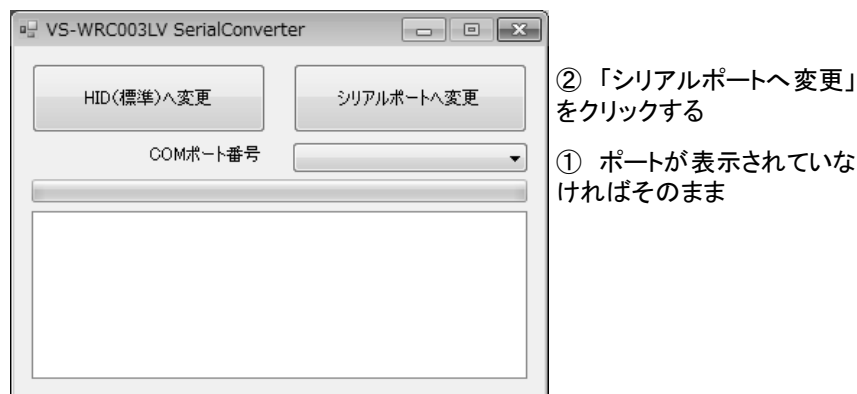 VS-WRC003LV SerialConverter
HID(標準)へ変更
シリアルポートへ変更
COMポート番号
② 「シリアルポートへ変更」
をクリックする
① ポートが表示されていな
ければそのまま